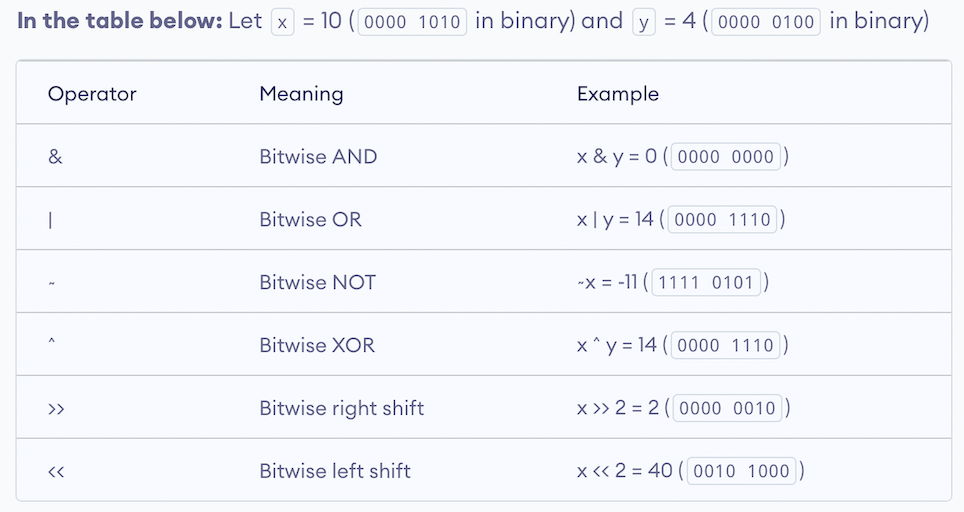 In the table below: Let x = 10 ( 0000 1010 in binary) and y = 4 ( 0000 0100 in binary)
Operator Meaning Example
& Bitwise AND x & y = 0 ( 0000 0000 )
| Bitwise OR x | y = 14 ( 0000 1110 )
~ Bitwise NOT ~x = -11 ( 1111 0101 )
^ Bitwise XOR x ^ y = 14 ( 0000 1110 )
>> Bitwise right shift x >> 2 = 2 ( 0000 0010 )
<< Bitwise left shift x << 2 = 40 ( 0010 1000 )